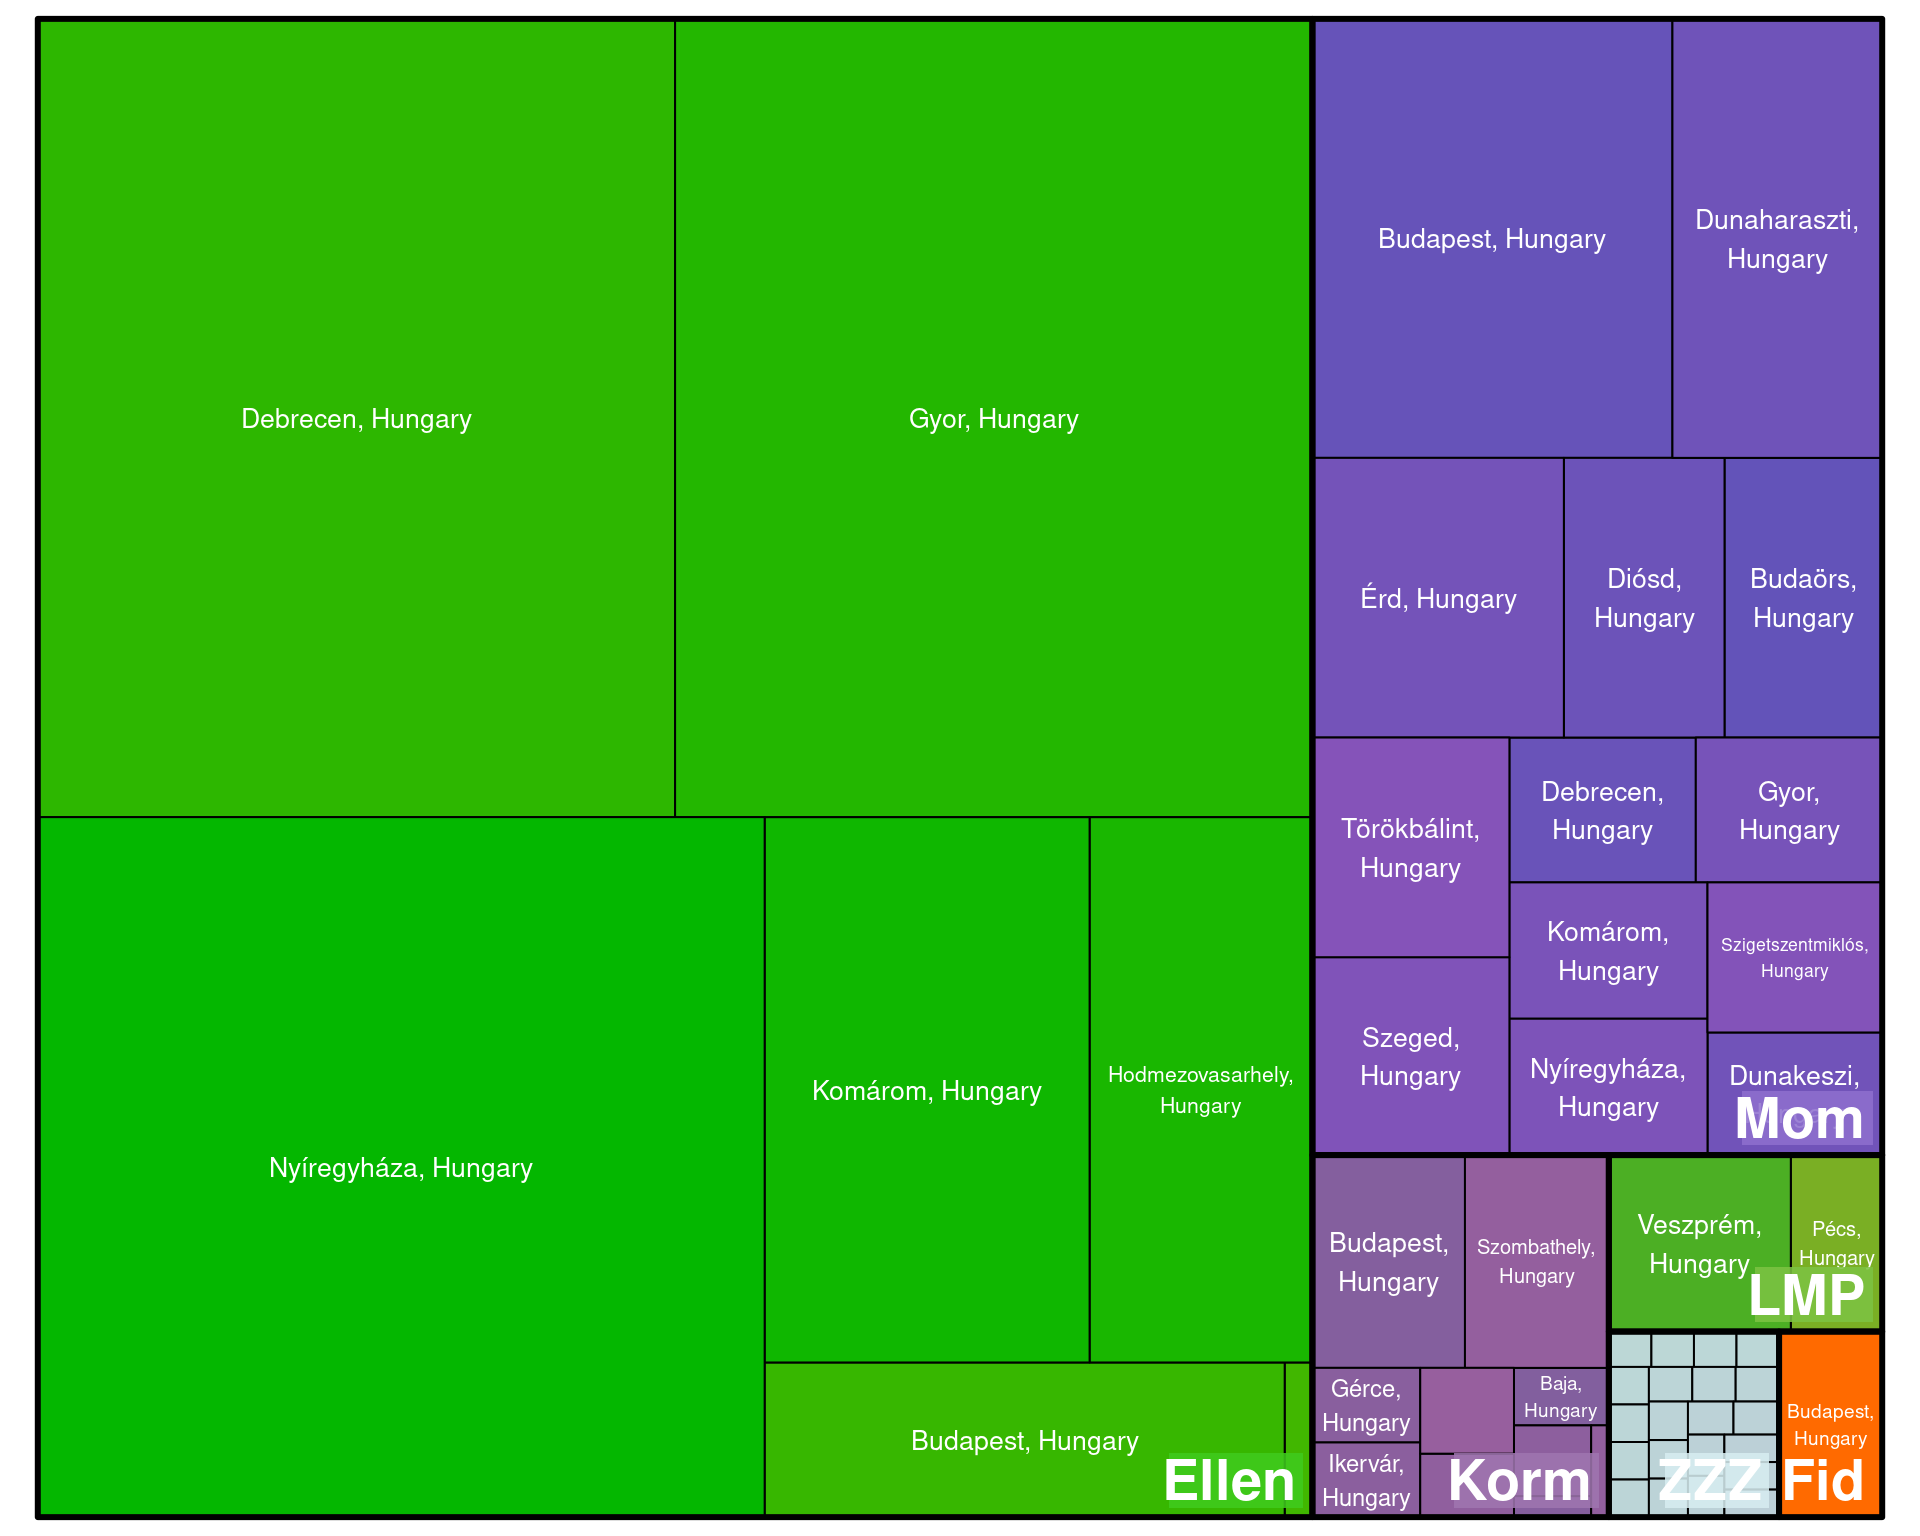 Debrecen, Hungary
Gyor, Hungary
Nyíregyháza, Hungary
Komárom, Hungary
Hodmezovasarhely,
Hungary
Budapest, Hungary
Ellen
Budapest, Hungary
Dunaharaszti,
Hungary
Érd, Hungary
Diósd,
Hungary
Budaörs,
Hungary
Törökbálint,
Hungary
Debrecen,
Hungary
Gyor,
Hungary
Komárom,
Hungary
Szigetszentmiklós,
Hungary
Szeged,
Hungary
Nyíregyháza,
Hungary
Dunakeszi,
Mom
Budapest,
Hungary
Szombathely,
Hungary
Gérce,
Hungary
Baja,
Hungary
Ikervár,
Hungary
Korm
Veszprém,
Hungary
Pécs,
Hungary
LMP
ZZZ
Budapest,
Hungary
Fid